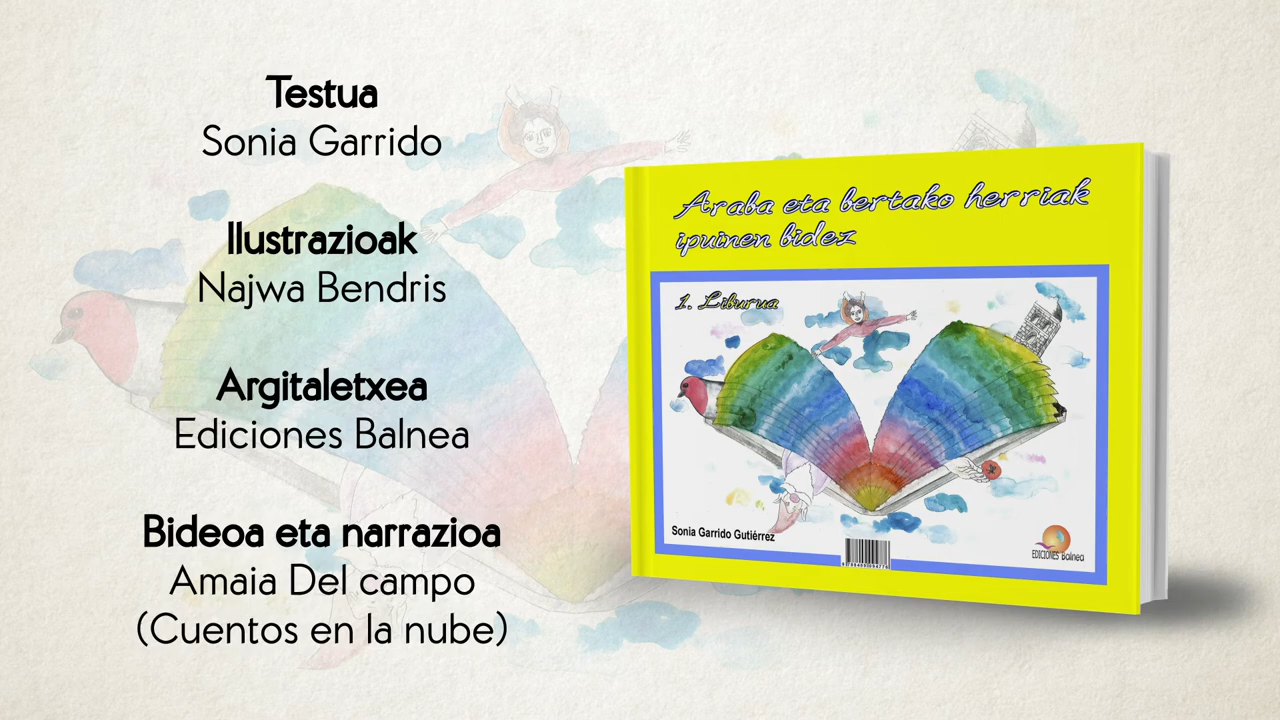 Testua
Sonia Garrido
Ilustrazioak
Najwa Bendris
Argitaletxea
Ediciones Balnea
Bideoa eta narrazioa
Amaia Del campo
(Cuentos en la nube)
Araba eta bertako herriak
ipuinen bidez
1. Liburua
Sonia Garrido Gutiérrez
EDICIONES Balnea